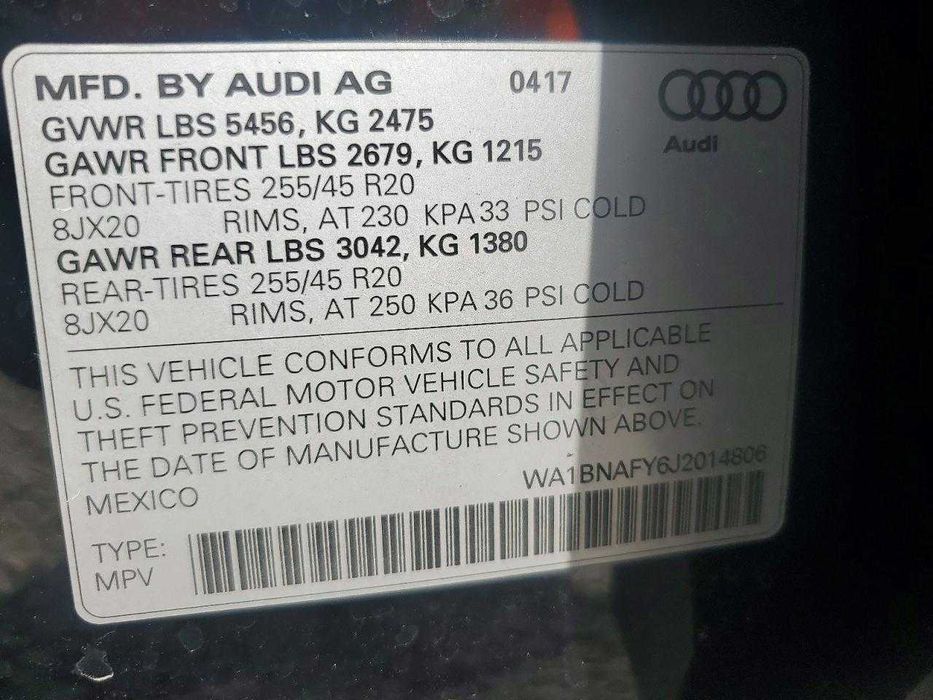 MFD. BY AUDI AG 0417
Audi
GVWR LBS 5456, KG 2475
GAWR FRONT LBS 2679, KG 1215
FRONT-TIRES 255/45 R20
8JX20 RIMS, AT 230 KPA 33 PSI COLD
GAWR REAR LBS 3042, KG 1380
REAR-TIRES 255/45 R20
8JX20 RIMS, AT 250 KPA 36 PSI COLD
THIS VEHICLE CONFORMS TO ALL APPLICABLE
U.S. FEDERAL MOTOR VEHICLE SAFETY AND
THEFT PREVENTION STANDARDS IN EFFECT ON
THE DATE OF MANUFACTURE SHOWN ABOVE.
MEXICO WA1BNAFY6J2014806
TYPE:
MPV